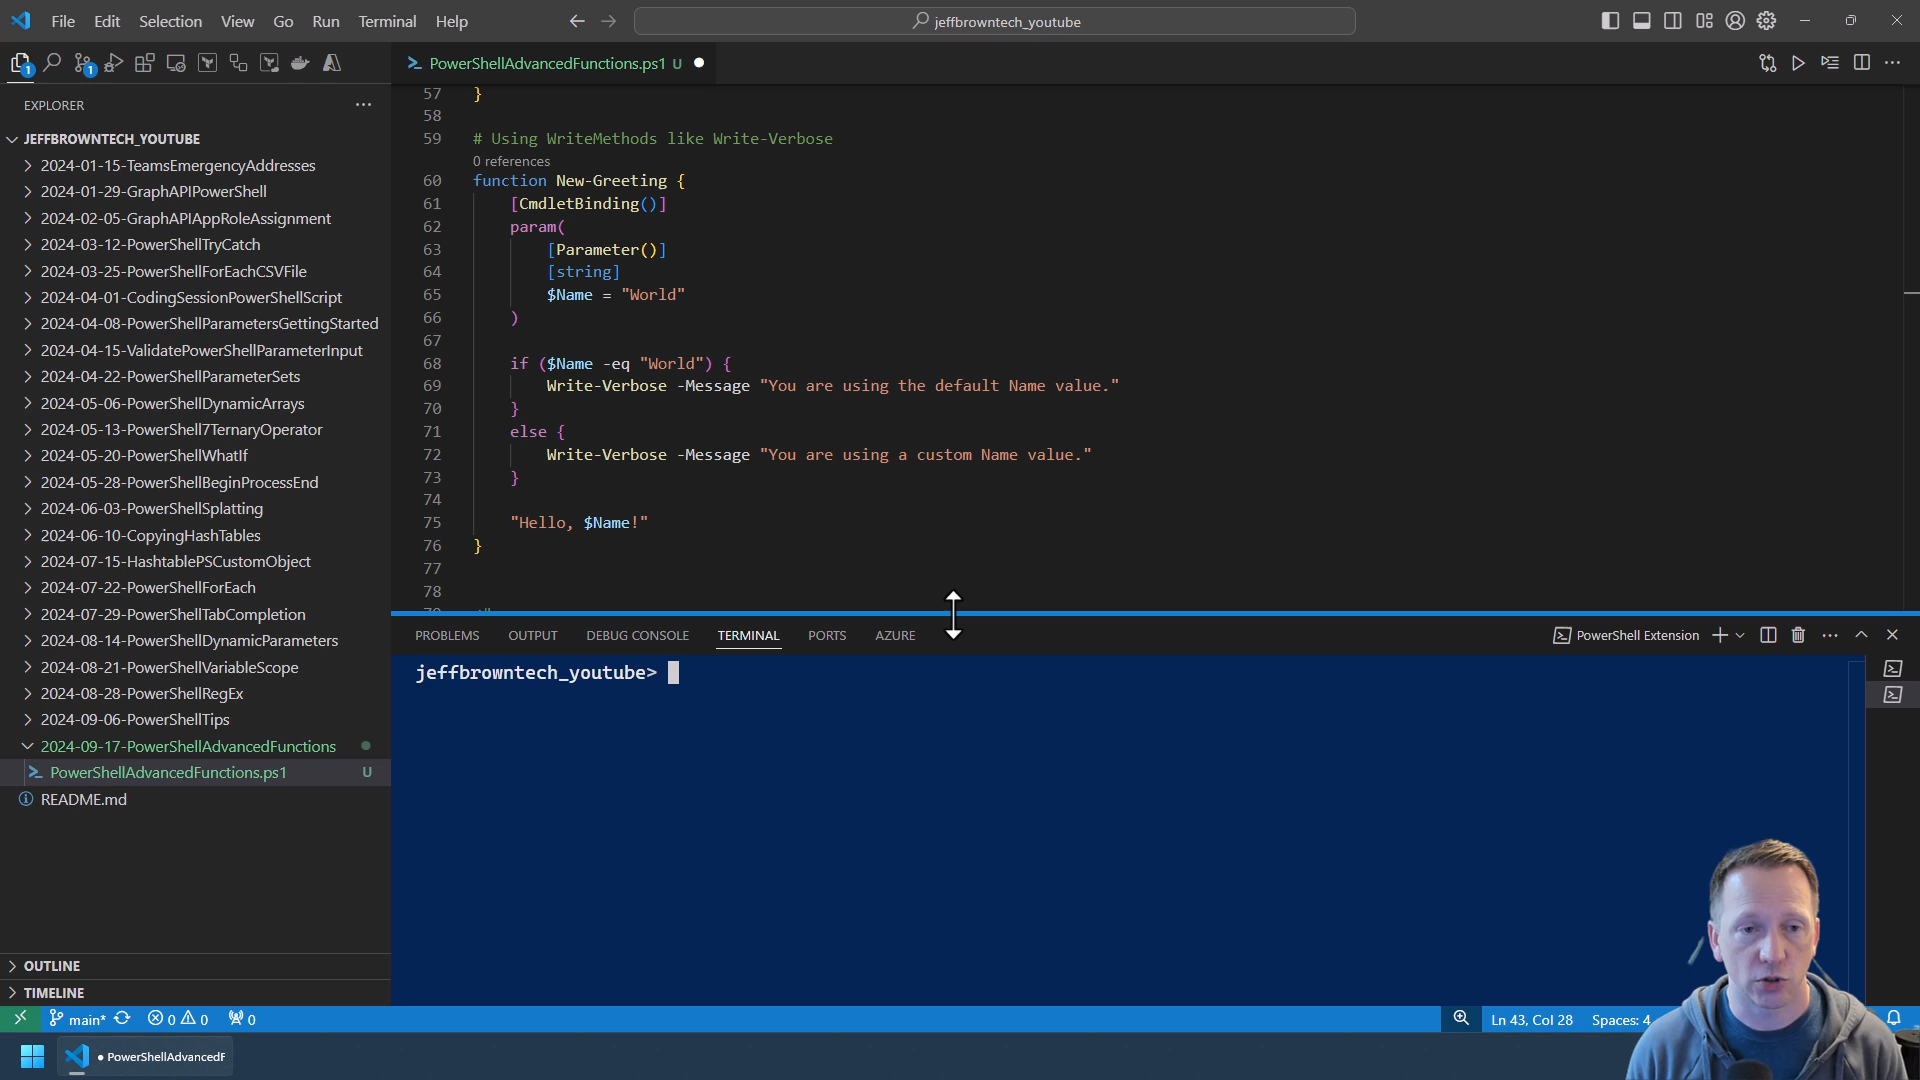 File Edit Selection View Go Run Terminal Help
jeffbrowntech_youtube
1 1
PowerShellAdvancedFunctions.ps1 U
EXPLORER
JEFFBROWNTECH_YOUTUBE
2024-01-15-TeamsEmergencyAddresses
2024-01-29-GraphAPIPowerShell
2024-02-05-GraphAPIAppRoleAssignment
2024-03-12-PowerShellTryCatch
2024-03-25-PowerShellForEachCSVFile
2024-04-01-CodingSessionPowerShellScript
2024-04-08-PowerShellParametersGettingStarted
2024-04-15-ValidatePowerShellParameterInput
2024-04-22-PowerShellParameterSets
2024-05-06-PowerShellDynamicArrays
2024-05-13-PowerShell7TernaryOperator
2024-05-20-PowerShellWhatIf
2024-05-28-PowerShellBeginProcessEnd
2024-06-03-PowerShellSplatting
2024-06-10-CopyingHashTables
2024-07-15-HashtablePSCustomObject
2024-07-22-PowerShellForEach
2024-07-29-PowerShellTabCompletion
2024-08-14-PowerShellDynamicParameters
2024-08-21-PowerShellVariableScope
2024-08-28-PowerShellRegEx
2024-09-06-PowerShellTips
2024-09-17-PowerShellAdvancedFunctions
PowerShellAdvancedFunctions.ps1 U
README.md
OUTLINE
TIMELINE
57 }
58
59 # Using WriteMethods like Write-Verbose
0 references
60 function New-Greeting {
61 [CmdletBinding()]
62 param(
63 [Parameter()]
64 [string]
65 $Name = "World"
66 )
67
68 if ($Name -eq "World") {
69 Write-Verbose -Message "You are using the default Name value."
70 }
71 else {
72 Write-Verbose -Message "You are using a custom Name value."
73 }
74
75 "Hello, $Name!"
76 }
77
78
PROBLEMS OUTPUT DEBUG CONSOLE TERMINAL PORTS AZURE
PowerShell Extension
jeffbrowntech_youtube>
main* 0 0 0
Ln 43, Col 28 Spaces: 4
PowerShellAdvancedF